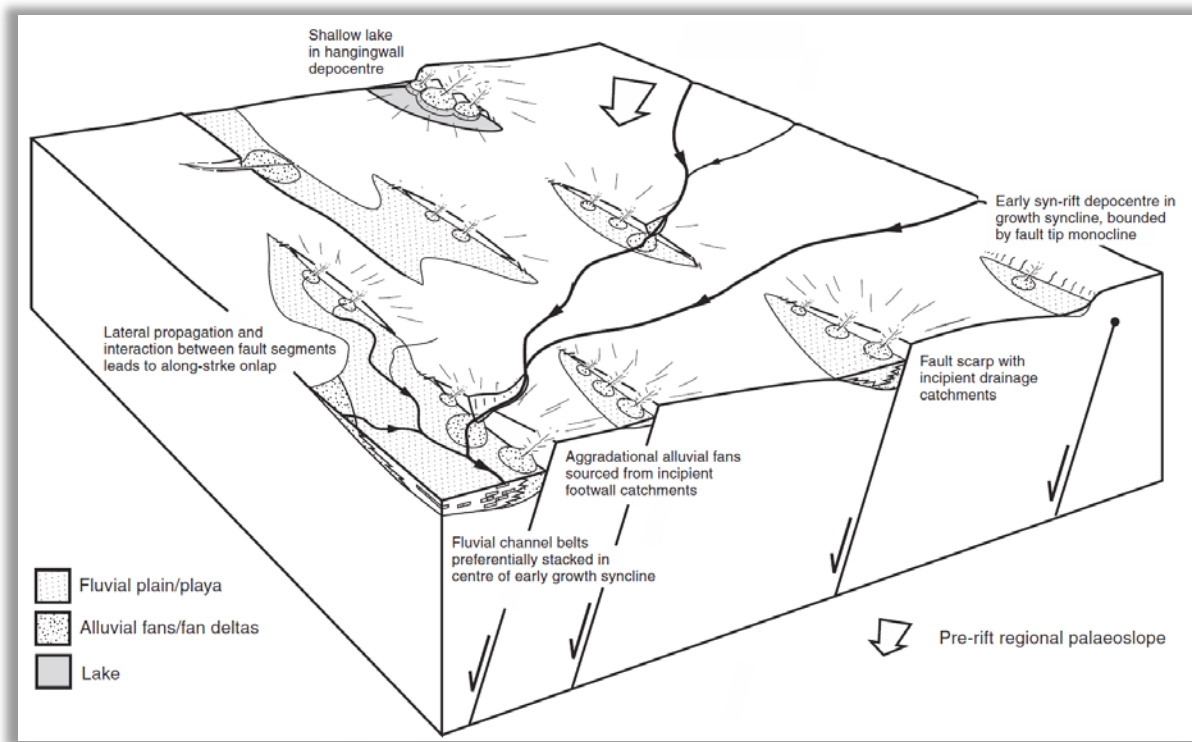 Shallow lake
in hangingwall
depocentre
Early syn-rift depocentre in
growth syncline, bounded
by fault tip monocline
Lateral propagation and
interaction between fault segments
leads to along-strke onlap
Fault scarp with
incipient drainage
catchments
Aggradational alluvial fans
sourced from incipient
footwall catchments
Fluvial channel belts
preferentially stacked in
centre of early growth syncline
Fluvial plain/playa
Alluvial fans/fan deltas
Lake
Pre-rift regional palaeoslope